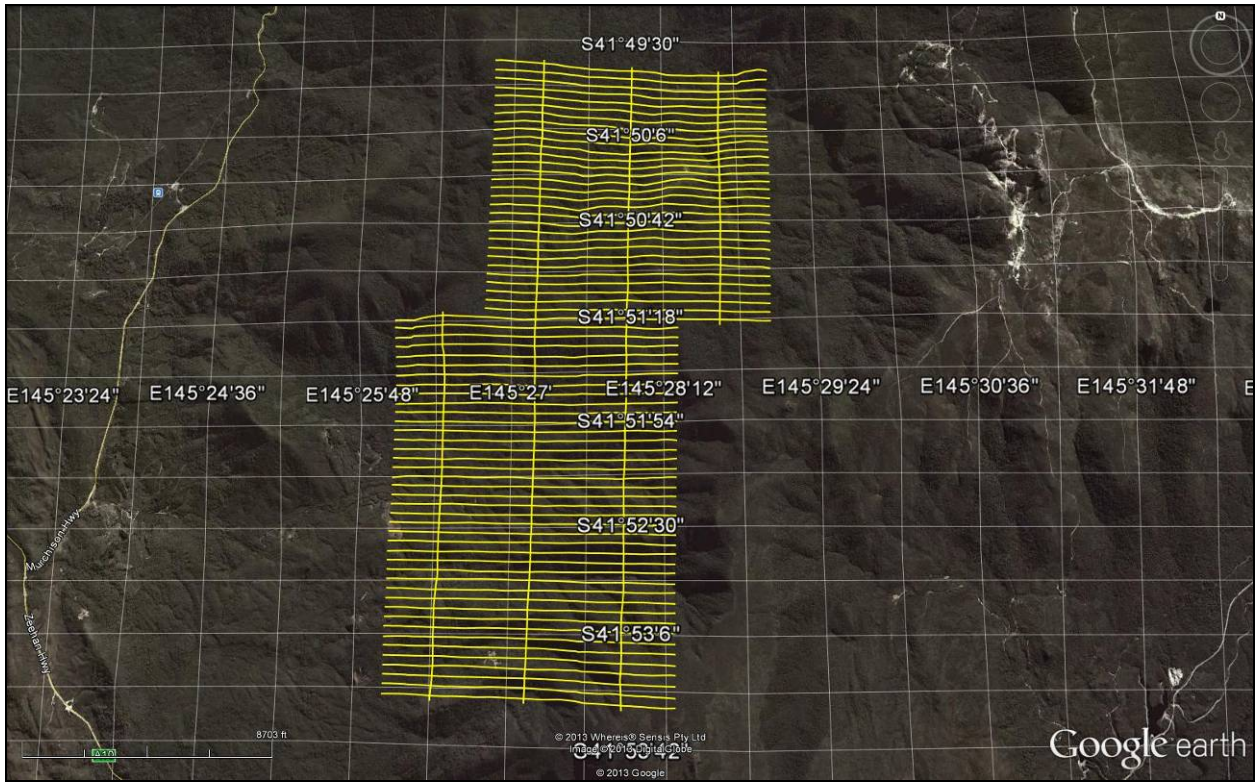 N
S41°49'30"
S41°50'6"
S41°50'42"
S41°51'18"
E145°23'24" E145°24'36" E145°25'48" E145°27' E145°28'12" E145°29'24" E145°30'36" E145°31'48" E
S41°51'54"
S41°52'30"
Murchison Hwy
S41°53'6"
Zeehan Hwy
8703 ft
A10
© 2013 Whereis® Sensis Pty Ltd
Image © 2013 DigitalGlobe
S41°53'42"
© 2013 Google
Google earth